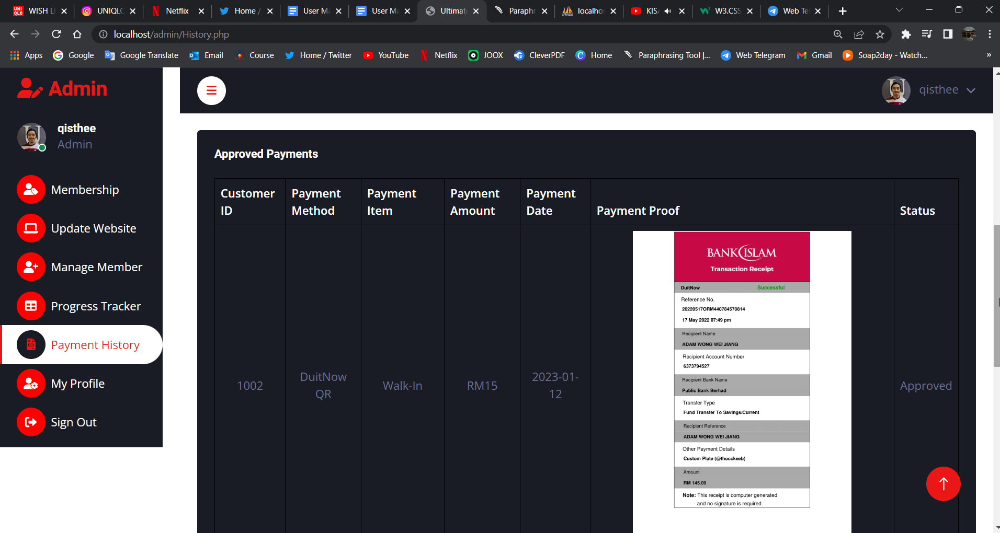 WISH LI
UNIQLO
Netflix
Home /
User Ma
User Ma
Ultimat
Paraphr
localhos
KIS
W3.CSS
Web Te
localhost/admin/History.php
Apps
Google
Google Translate
Email
Course
Home / Twitter
YouTube
Netflix
JOOX
CleverPDF
Home
Paraphrasing Tool |...
Web Telegram
Gmail
Soap2day - Watch...
»
Admin
qisthee
Admin
Membership
Update Website
Manage Member
Progress Tracker
Payment History
My Profile
Sign Out
qisthee
Approved Payments
Customer ID
Payment Method
Payment Item
Payment Amount
Payment Date
Payment Proof
Status
1002
DuitNow QR
Walk-In
RM15
2023-01-12
BANK ISLAM
Transaction Receipt
DuitNow Successful
Reference No.
20220517ORM440784570814
17 May 2022 07:49 pm
Recipient Name
ADAM WONG WEI JIANG
Recipient Account Number
6373794527
Recipient Bank Name
Public Bank Berhad
Transfer Type
Fund Transfer To Savings/Current
Recipient Reference
ADAM WONG WEI JIANG
Other Payment Details
Custom Plate (@thocckeeb)
Amount
RM 145.00
Note: This receipt is computer generated
and no signature is required.
Approved